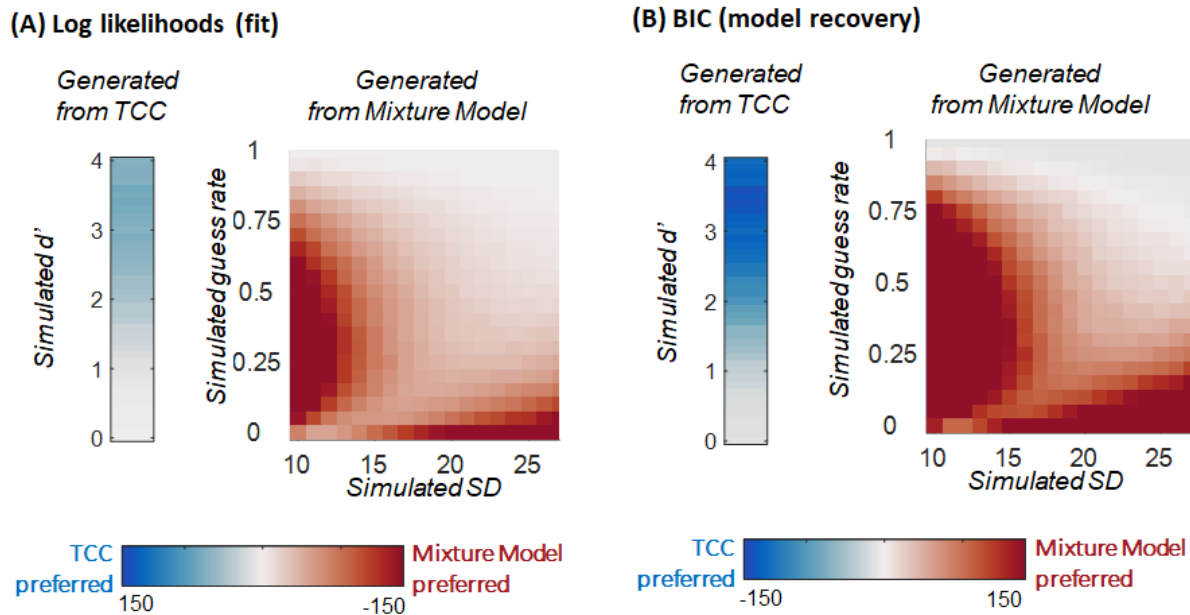 (A) Log likelihoods (fit)
Generated
from TCC
Generated
from Mixture Model
Simulated d'
4
3
2
1
0
Simulated guess rate
1
0.75
0.5
0.25
0
10 15 20 25
Simulated SD
TCC
preferred
150
-150
Mixture Model
preferred
(B) BIC (model recovery)
Generated
from TCC
Generated
from Mixture Model
Simulated d'
4
3
2
1
0
Simulated guess rate
1
0.75
0.5
0.25
0
10 15 20 25
Simulated SD
TCC
preferred
-150
150
Mixture Model
preferred